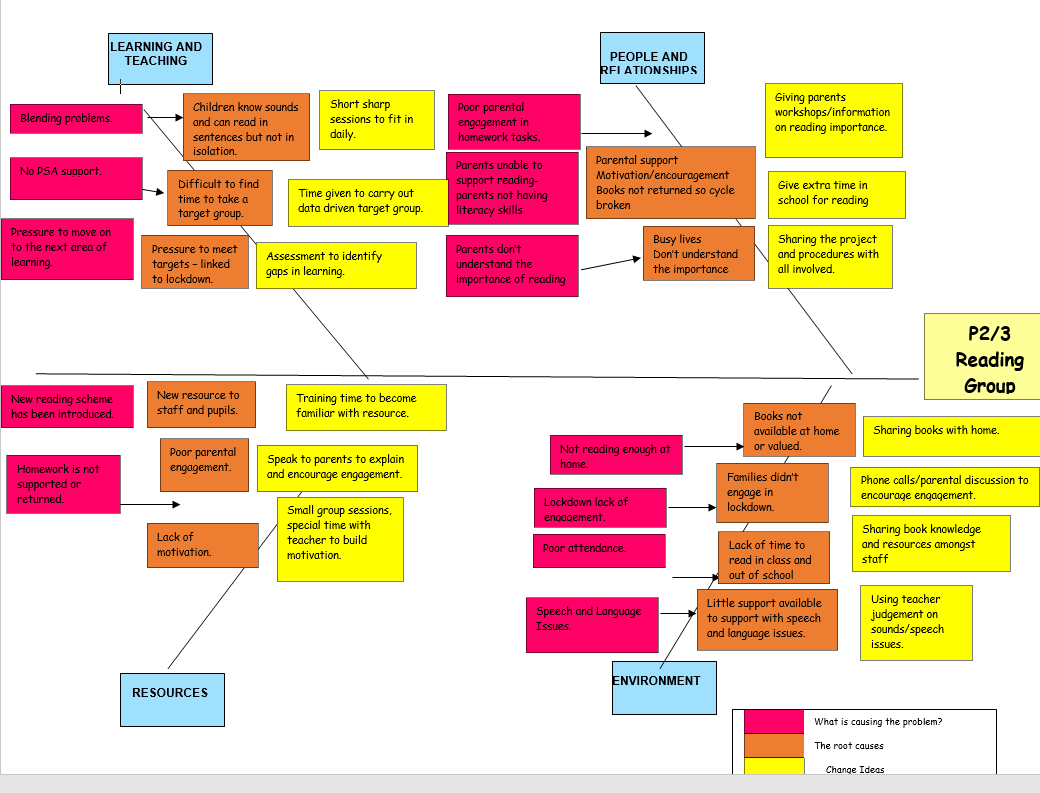 LEARNING AND
TEACHING
Blending problems.
Children know sounds
and can read in
sentences but not in
isolation.
Short sharp
sessions to fit in
daily.
No PSA support.
Difficult to find
time to take a
target group.
Time given to carry out
data driven target group.
Pressure to move on
to the next area of
learning.
Pressure to meet
targets – linked
to lockdown.
Assessment to identify
gaps in learning.
PEOPLE AND
RELATIONSHIPS
Poor parental
engagement in
homework tasks.
Parents unable to
support reading-
parents not having
literacy skills
Parents don't
understand the
importance of reading
Parental support
Motivation/encouragement
Books not returned so cycle
broken
Busy lives
Don't understand
the importance
Giving parents
workshops/information
on reading importance.
Give extra time in
school for reading
Sharing the project
and procedures with
all involved.
P2/3
Reading
Group
New reading scheme
has been introduced.
New resource to
staff and pupils.
Training time to become
familiar with resource.
Homework is not
supported or
returned.
Poor parental
engagement.
Speak to parents to explain
and encourage engagement.
Lack of
motivation.
Small group sessions,
special time with
teacher to build
motivation.
RESOURCES
Not reading enough at
home.
Books not
available at home
or valued.
Sharing books with home.
Lockdown lack of
engagement.
Families didn't
engage in
lockdown.
Phone calls/parental discussion to
encourage engagement.
Poor attendance.
Lack of time to
read in class and
out of school
Sharing book knowledge
and resources amongst
staff
Speech and Language
Issues.
Little support available
to support with speech
and language issues.
Using teacher
judgement on
sounds/speech
issues.
ENVIRONMENT
What is causing the problem?
The root causes
Change Ideas